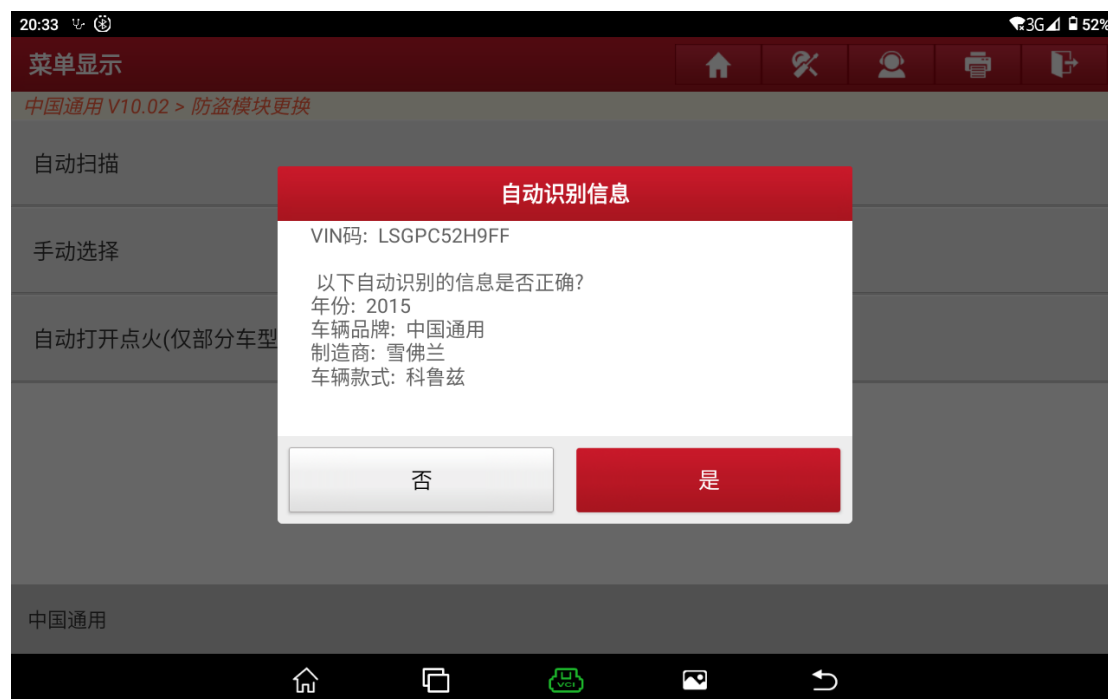 20:33 3G 52%
菜单显示
中国通用 V10.02 > 防盗模块更换
自动扫描
自动识别信息
VIN码: LSGPC52H9FF
手动选择
以下自动识别的信息是否正确?
年份: 2015
自动打开点火(仅部分车型
车辆品牌: 中国通用
制造商: 雪佛兰
车辆款式: 科鲁兹
否 是
中国通用
VCI